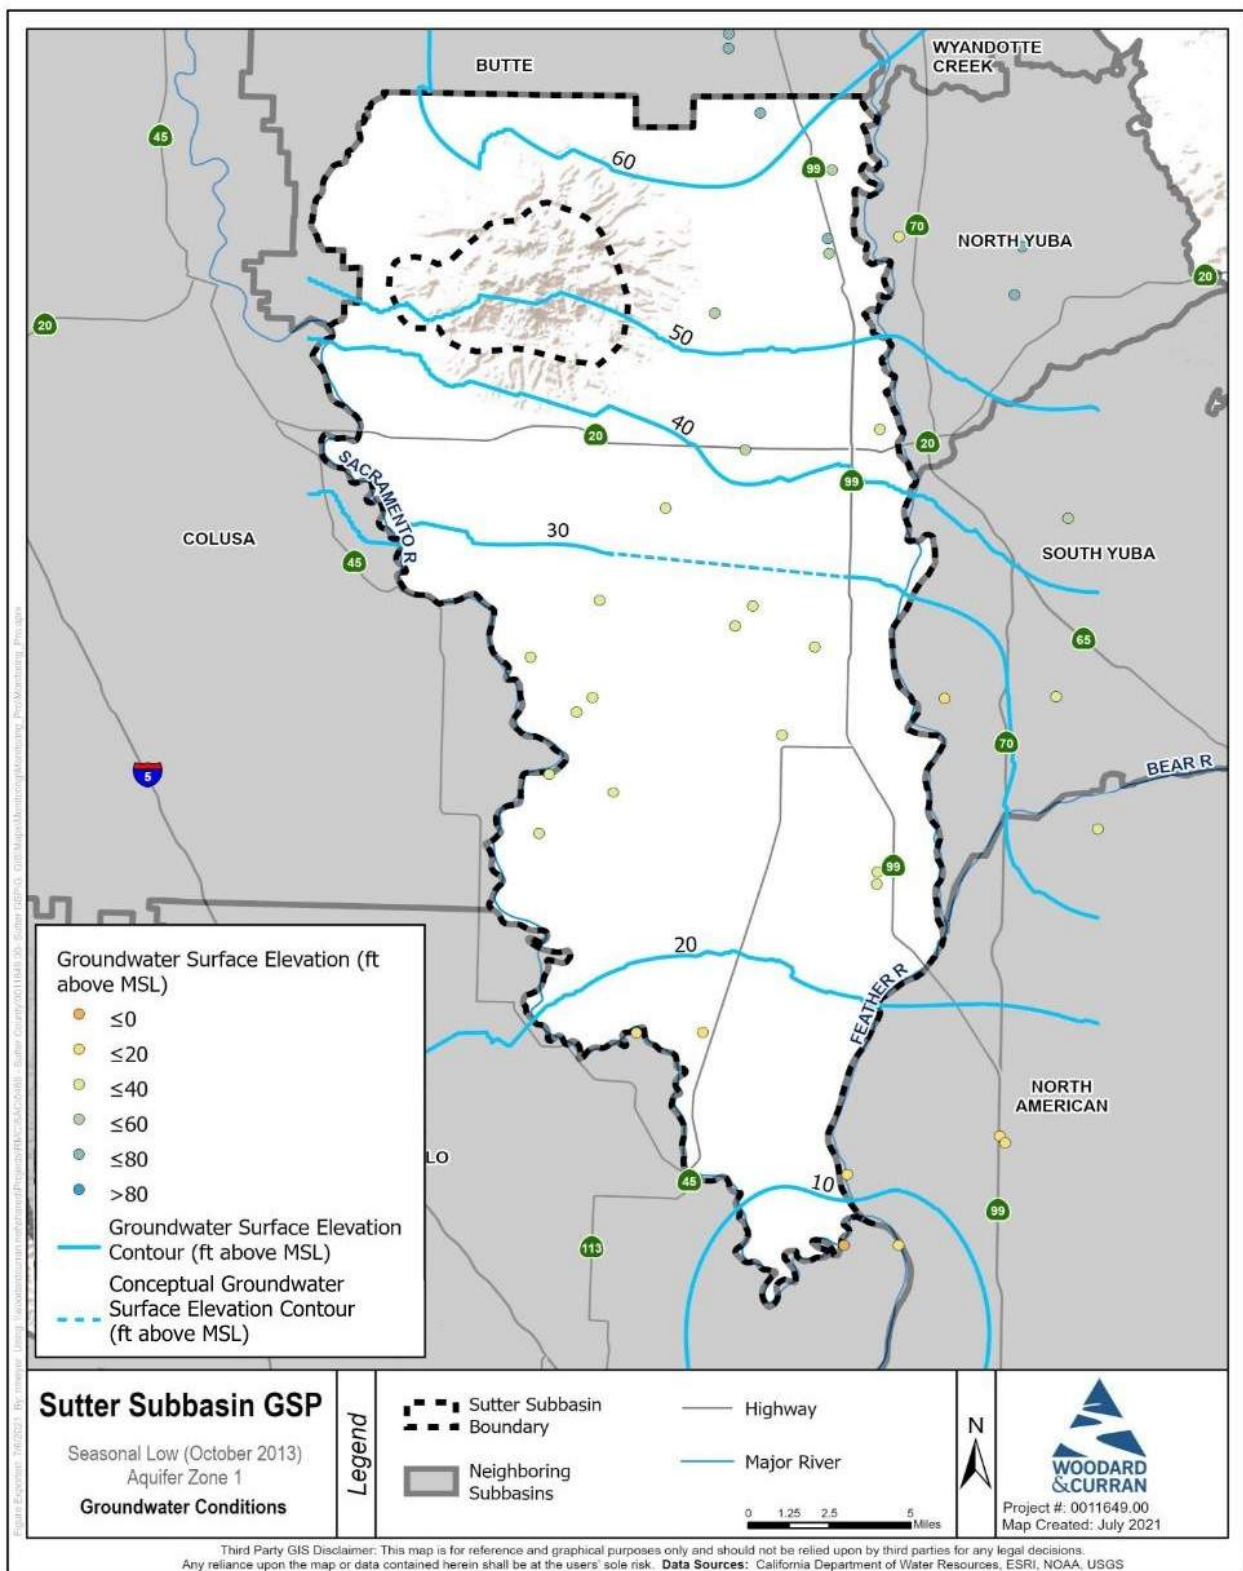 BUTTE
WYANDOTTE
CREEK
45
60
99
70
NORTH YUBA
20
20
50
40
20
20
99
SACRAMENTO R
30
COLUSA
45
SOUTH YUBA
65
70
BEAR R
5
99
20
FEATHER R
NORTH
AMERICAN
LO
45
10
99
113
Groundwater Surface Elevation (ft
above MSL)
≤0
≤20
≤40
≤60
≤80
>80
Groundwater Surface Elevation
Contour (ft above MSL)
Conceptual Groundwater
Surface Elevation Contour
(ft above MSL)
Sutter Subbasin GSP
Seasonal Low (October 2013)
Aquifer Zone 1
Groundwater Conditions
Legend
Sutter Subbasin
Boundary
Neighboring
Subbasins
Highway
Major River
0 1.25 2.5 5
Miles
N
WOODARD
&CURRAN
Project #: 0011649.00
Map Created: July 2021
Third Party GIS Disclaimer: This map is for reference and graphical purposes only and should not be relied upon by third parties for any legal decisions.
Any reliance upon the map or data contained herein shall be at the users' sole risk. Data Sources: California Department of Water Resources, ESRI, NOAA, USGS